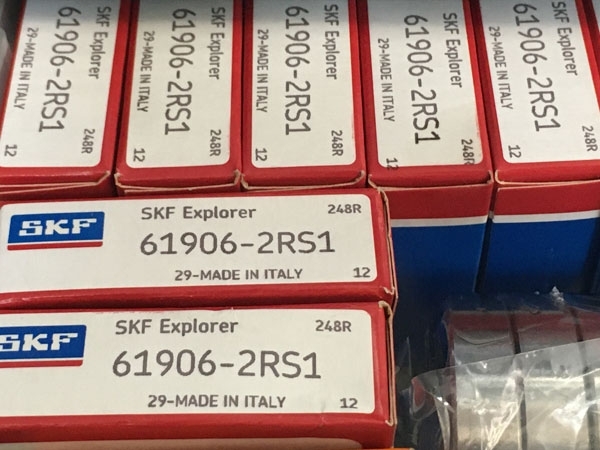 SKF Explorer
61906-2RS1
29-MADE IN ITALY
248R
12
SKF Explorer
61906-2RS1
29-MADE IN ITALY
248R
12
SKF Explorer
61906-2RS1
29-MADE IN ITALY
248R
12
SKF Explorer
61906-2RS1
29-MADE IN ITALY
248R
12
SKF Explorer
61906-2RS1
29-MADE IN ITALY
248R
12
SKF
SKF Explorer 248R
61906-2RS1
29-MADE IN ITALY 12
SKF
SKF Explorer 248R
61906-2RS1
29-MADE IN ITALY 12